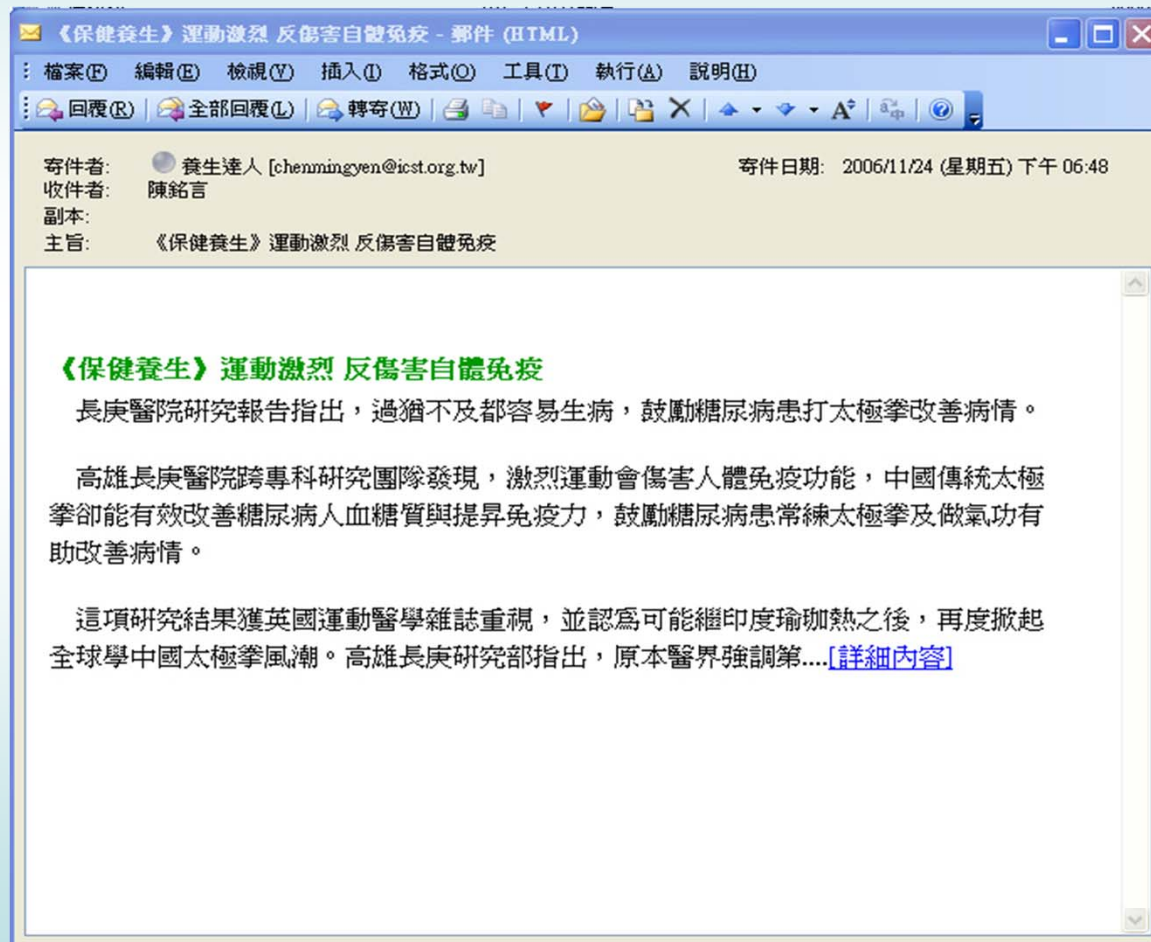 《保健養生》運動激烈 反傷害自體免疫 - 郵件 (HTML)
檔案(F) 編輯(E) 檢視(V) 插入(I) 格式(O) 工具(T) 執行(A) 說明(H)
回覆(R) 全部回覆(L) 轉寄(W)
寄件者: 養生達人 [chenmingyen@icst.org.tw] 寄件日期: 2006/11/24 (星期五) 下午 06:48
收件者: 陳銘言
副本:
主旨: 《保健養生》運動激烈 反傷害自體免疫
《保健養生》運動激烈 反傷害自體免疫
長庚醫院研究報告指出，過猶不及都容易生病，鼓勵糖尿病患打太極拳改善病情。
高雄長庚醫院跨專科研究團隊發現，激烈運動會傷害人體免疫功能，中國傳統太極
拳卻能有效改善糖尿病人血糖質與提昇免疫力，鼓勵糖尿病患常練太極拳及做氣功有
助改善病情。
這項研究結果獲英國運動醫學雜誌重視，並認為可能繼印度瑜珈熱之後，再度掀起
全球學中國太極拳風潮。高雄長庚研究部指出，原本醫界強調第....[詳細內容]